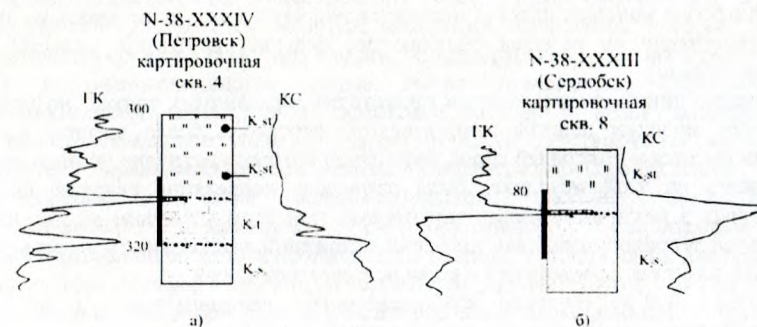 N-38-XXXIV
(Петровск)
картировочная
скв. 4
ГК
300
КС
K₂st
K₂st
320
K₂t
K₂s
а)
N-38-XXXIII
(Сердобск)
картировочная
скв. 8
ГК
КС
K₂st
80
K₂s
б)